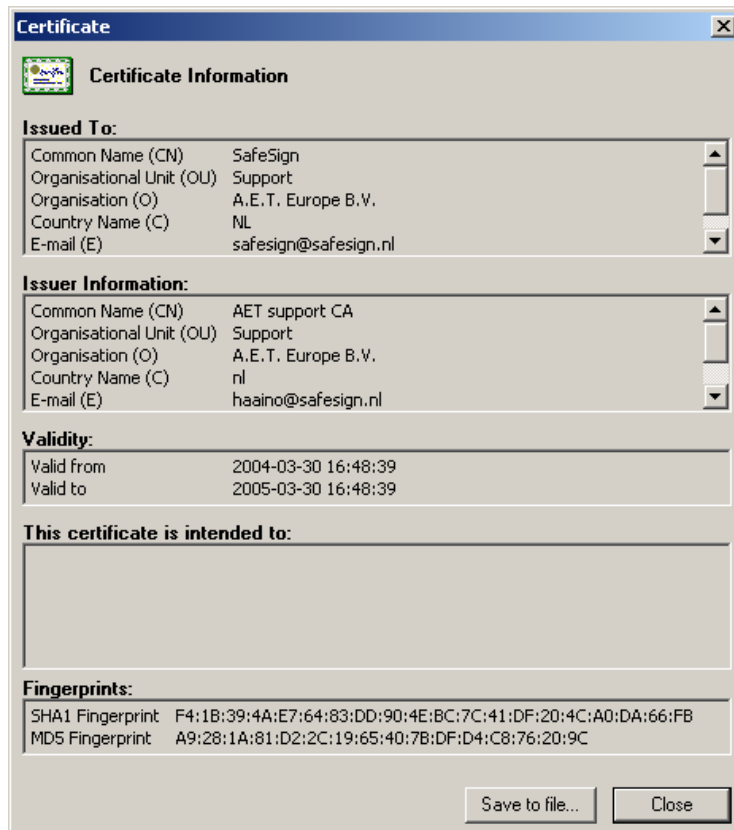 Certificate
Certificate Information
Issued To:
Common Name (CN) SafeSign
Organisational Unit (OU) Support
Organisation (O) A.E.T. Europe B.V.
Country Name (C) NL
E-mail (E) safesign@safesign.nl
Issuer Information:
Common Name (CN) AET support CA
Organisational Unit (OU) Support
Organisation (O) A.E.T. Europe B.V.
Country Name (C) nl
E-mail (E) haaino@safesign.nl
Validity:
Valid from 2004-03-30 16:48:39
Valid to 2005-03-30 16:48:39
This certificate is intended to:
Fingerprints:
SHA1 Fingerprint F4:1B:39:4A:E7:64:83:DD:90:4E:BC:7C:41:DF:20:4C:A0:DA:66:FB
MD5 Fingerprint A9:28:1A:81:D2:2C:19:65:40:7B:DF:D4:C8:76:20:9C
Save to file... Close